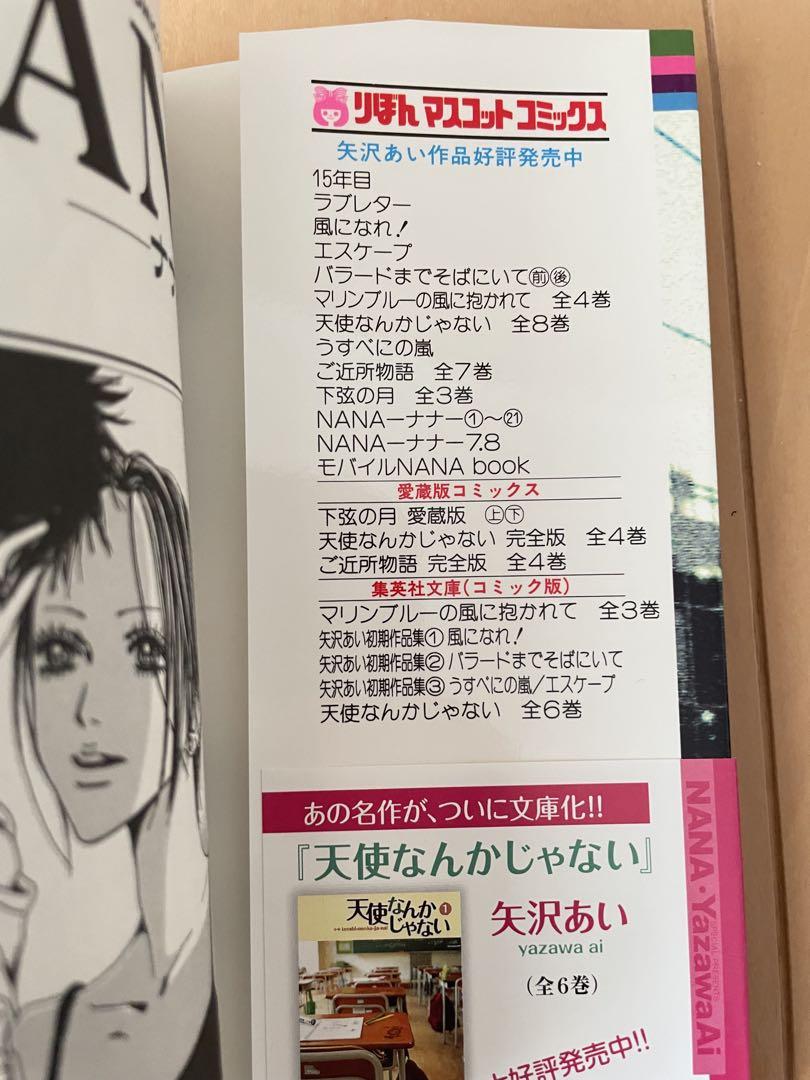 AN
りぼんマスコットコミックス
矢沢あい作品好評発売中
15年目
ラブレター
風になれ！
エスケープ
バラードまでそばにいて㊤㊦
マリンブルーの風に抱かれて　全4巻
天使なんかじゃない　全8巻
うすべにの嵐
ご近所物語　全7巻
下弦の月　全3巻
NANAーナナー①〜㉑
NANAーナナー7.8
モバイルNANA book
愛蔵版コミックス
下弦の月 愛蔵版　㊤㊦
天使なんかじゃない 完全版　全4巻
ご近所物語 完全版　全4巻
集英社文庫(コミック版)
マリンブルーの風に抱かれて　全3巻
矢沢あい初期作品集① 風になれ！
矢沢あい初期作品集② バラードまでそばにいて
矢沢あい初期作品集③ うすべにの嵐/エスケープ
天使なんかじゃない　全6巻
あの名作が、ついに文庫化!!
『天使なんかじゃない』
天使なんかじゃない 1
矢沢あい
yazawa ai
(全6巻)
好評発売中!!
NANA・Yazawa Ai
SPECIAL PRESENTS